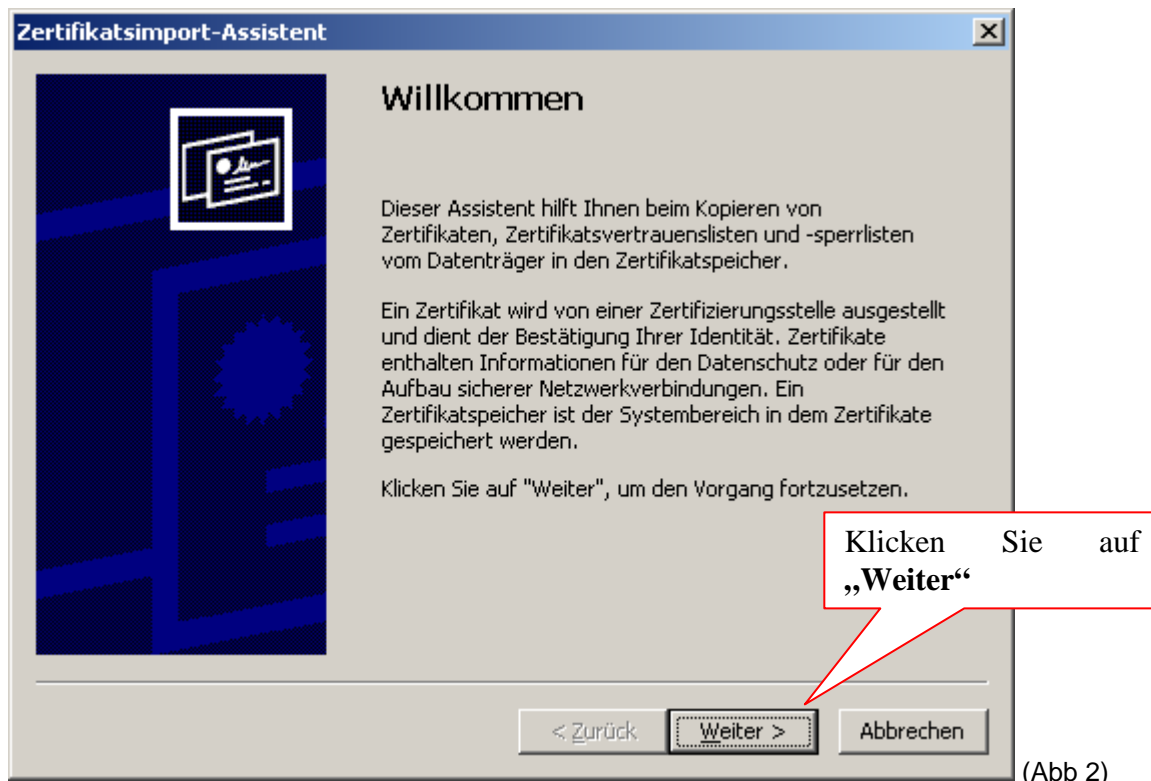 Zertifikatsimport-Assistent
Willkommen
Dieser Assistent hilft Ihnen beim Kopieren von
Zertifikaten, Zertifikatsvertrauenslisten und -sperrlisten
vom Datenträger in den Zertifikatspeicher.
Ein Zertifikat wird von einer Zertifizierungsstelle ausgestellt
und dient der Bestätigung Ihrer Identität. Zertifikate
enthalten Informationen für den Datenschutz oder für den
Aufbau sicherer Netzwerkverbindungen. Ein
Zertifikatspeicher ist der Systembereich in dem Zertifikate
gespeichert werden.
Klicken Sie auf "Weiter", um den Vorgang fortzusetzen.
Klicken Sie auf
„Weiter“
< Zurück Weiter > Abbrechen
(Abb 2)